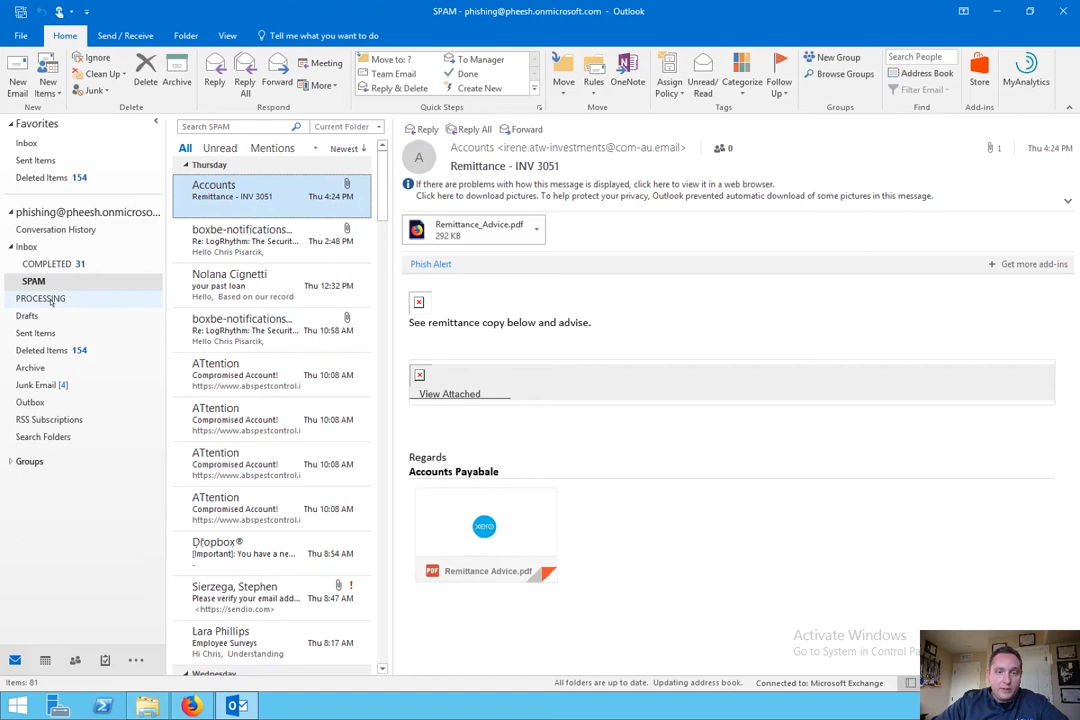 SPAM - phishing@pheesh.onmicrosoft.com - Outlook
File Home Send / Receive Folder View Tell me what you want to do
New Email
New Items
New
Ignore
Clean Up
Junk
Delete
Archive
Delete
Reply
Reply All
Forward
Meeting
More
Respond
Move to: ?
Team Email
Reply & Delete
To Manager
Done
Create New
Quick Steps
Move
Rules
OneNote
Move
Assign Policy
Unread/ Read
Categorize
Follow Up
Tags
New Group
Browse Groups
Groups
Search People
Address Book
Filter Email
Find
Store
Add-ins
MyAnalytics
Favorites
Inbox
Sent Items
Deleted Items 154
phishing@pheesh.onmicroso...
Conversation History
Inbox
COMPLETED 31
SPAM
PROCESSING
Drafts
Sent Items
Deleted Items 154
Archive
Junk Email [4]
Outbox
RSS Subscriptions
Search Folders
Groups
Search SPAM Current Folder
All Unread Mentions Newest
Thursday
Accounts
Remittance - INV 3051 Thu 4:24 PM
boxbe-notifications...
Re: LogRhythm: The Securit... Thu 2:48 PM
Hello Chris Pisarcik,
Nolana Cignetti
your past loan Thu 12:32 PM
Hello, Based on our record
boxbe-notifications...
Re: LogRhythm: The Securit... Thu 10:58 AM
Hello Chris Pisarcik,
ATtention
Compromised Account! Thu 10:08 AM
https://www.abspestcontrol.i
ATtention
Compromised Account! Thu 10:08 AM
https://www.abspestcontrol.i
ATtention
Compromised Account! Thu 10:08 AM
https://www.abspestcontrol.i
ATtention
Compromised Account! Thu 10:08 AM
https://www.abspestcontrol.i
Dropbox®
[Important]: You have a ne... Thu 8:54 AM
Sierzega, Stephen !
Please verify your email add... Thu 8:47 AM
<https://sendio.com>
Lara Phillips
Employee Surveys Thu 8:17 AM
Hi Chris, Understanding
Wednesday
Reply Reply All Forward
A
Accounts <irene.atw-investments@com-au.email> 0 1 Thu 4:24 PM
Remittance - INV 3051
If there are problems with how this message is displayed, click here to view it in a web browser.
Click here to download pictures. To help protect your privacy, Outlook prevented automatic download of some pictures in this message.
Remittance_Advice.pdf
292 KB
Phish Alert + Get more add-ins
See remittance copy below and advise.
View Attached
Regards
Accounts Payabale
xero
PDF Remittance Advice.pdf
Activate Windows
Go to System in Control Pa
Items: 81 All folders are up to date. Updating address book. Connected to: Microsoft Exchange